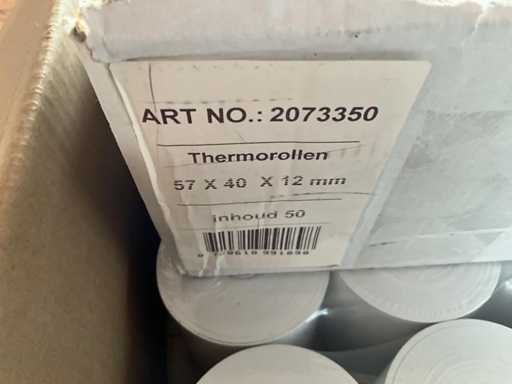 ART NO.: 2073350
Thermorollen
57 X 40 X 12 mm
inhoud 50